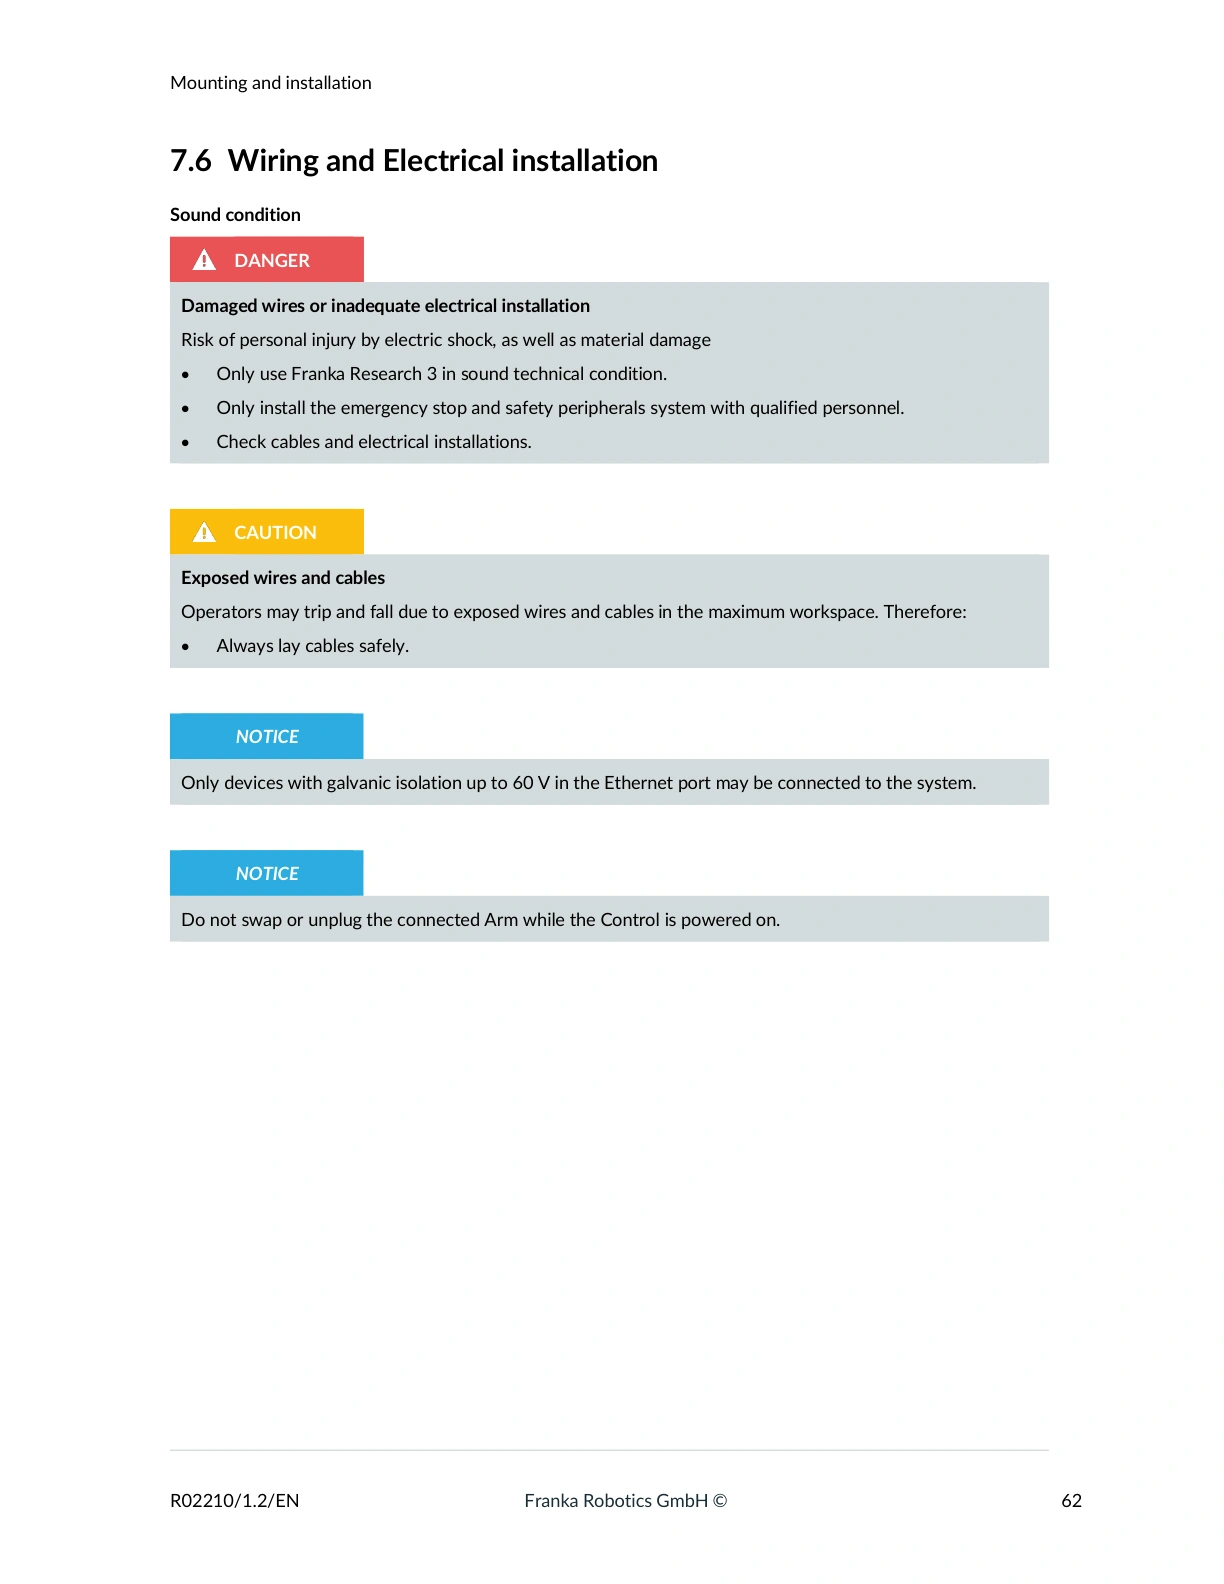 Mounting and installation
7.6 Wiring and Electrical installation
Sound condition
DANGER
Damaged wires or inadequate electrical installation
Risk of personal injury by electric shock, as well as material damage
• Only use Franka Research 3 in sound technical condition.
• Only install the emergency stop and safety peripherals system with qualified personnel.
• Check cables and electrical installations.
CAUTION
Exposed wires and cables
Operators may trip and fall due to exposed wires and cables in the maximum workspace. Therefore:
• Always lay cables safely.
NOTICE
Only devices with galvanic isolation up to 60 V in the Ethernet port may be connected to the system.
NOTICE
Do not swap or unplug the connected Arm while the Control is powered on.
R02210/1.2/EN Franka Robotics GmbH © 62